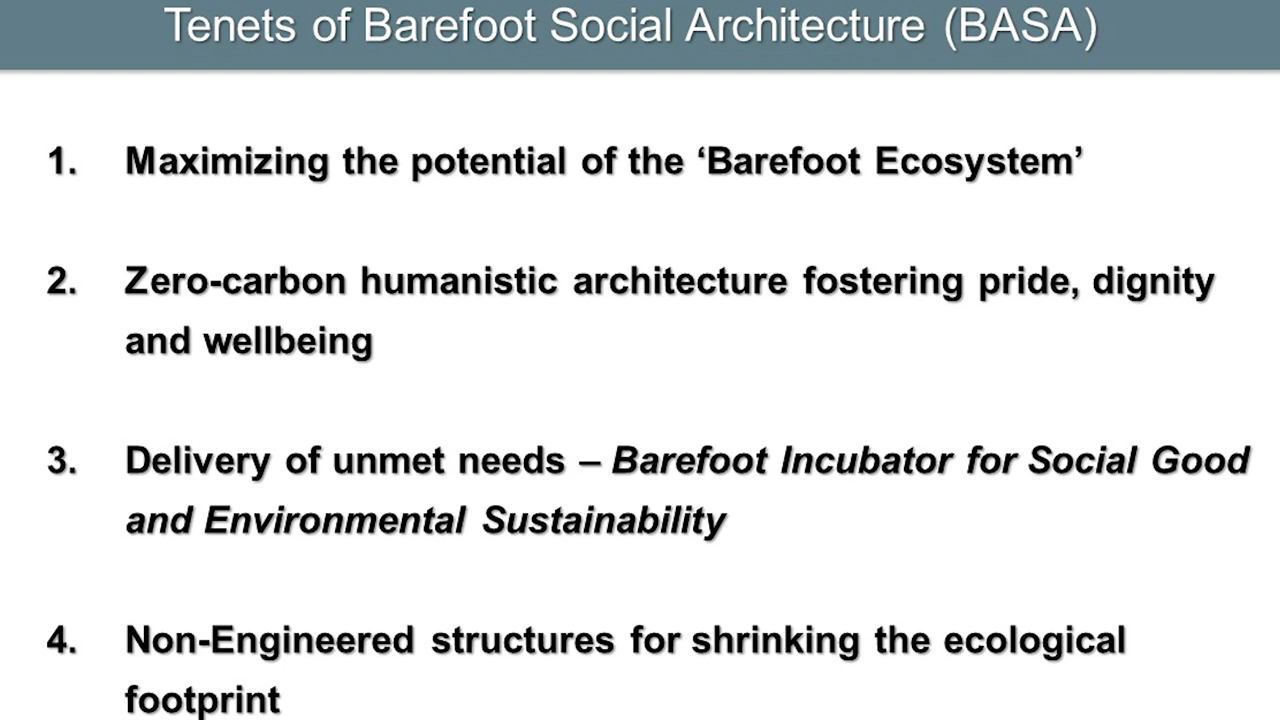 Tenets of Barefoot Social Architecture (BASA)
1. Maximizing the potential of the ‘Barefoot Ecosystem’
2. Zero-carbon humanistic architecture fostering pride, dignity
and wellbeing
3. Delivery of unmet needs – Barefoot Incubator for Social Good
and Environmental Sustainability
4. Non-Engineered structures for shrinking the ecological
footprint